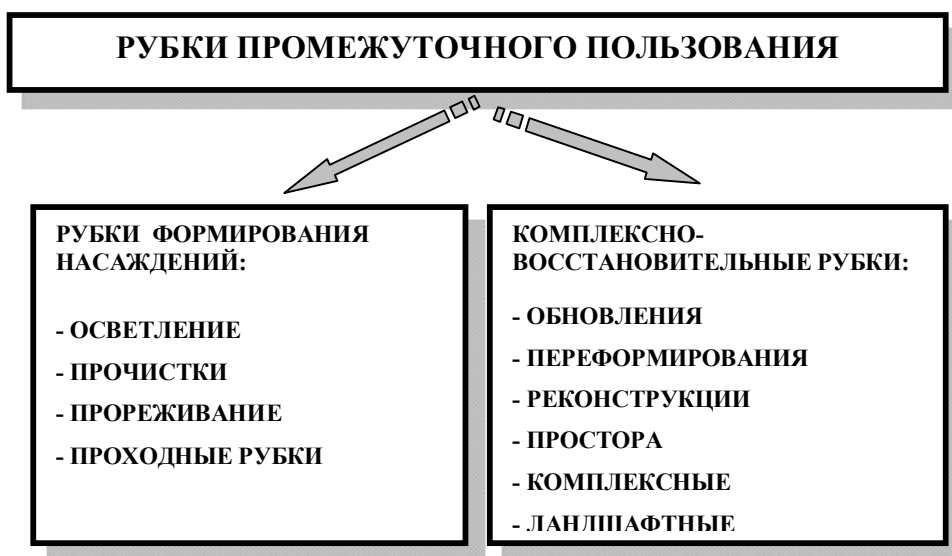 РУБКИ ПРОМЕЖУТОЧНОГО ПОЛЬЗОВАНИЯ
РУБКИ ФОРМИРОВАНИЯ
НАСАЖДЕНИЙ:
- ОСВЕТЛЕНИЕ
- ПРОЧИСТКИ
- ПРОРЕЖИВАНИЕ
- ПРОХОДНЫЕ РУБКИ
КОМПЛЕКСНО-
ВОССТАНОВИТЕЛЬНЫЕ РУБКИ:
- ОБНОВЛЕНИЯ
- ПЕРЕФОРМИРОВАНИЯ
- РЕКОНСТРУКЦИИ
- ПРОСТОРА
- КОМПЛЕКСНЫЕ
- ЛАНДШАФТНЫЕ